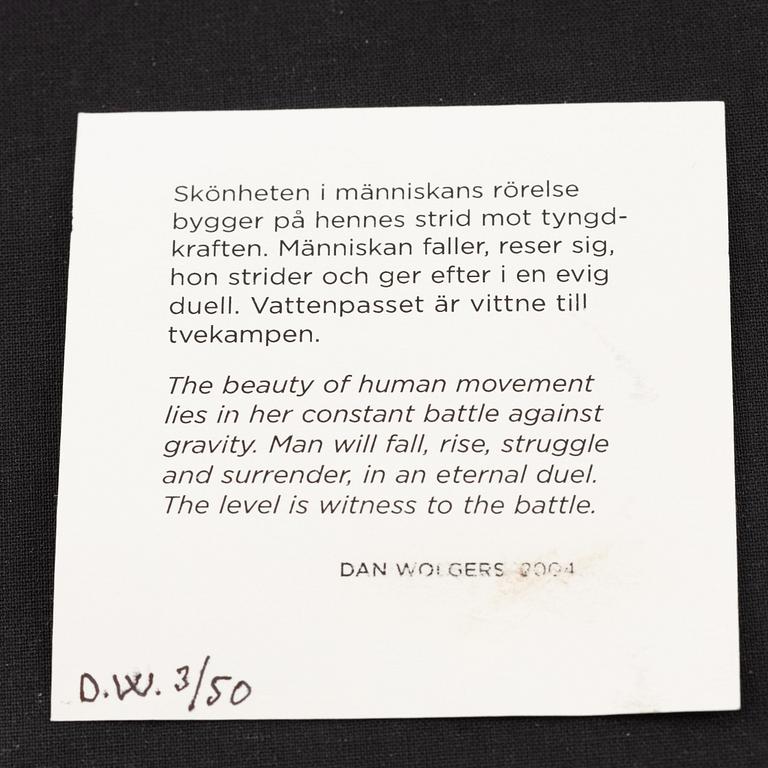 Skönheten i människans rörelse
bygger på hennes strid mot tyngd-
kraften. Människan faller, reser sig,
hon strider och ger efter i en evig
duell. Vattenpasset är vittne till
tvekampen.
The beauty of human movement
lies in her constant battle against
gravity. Man will fall, rise, struggle
and surrender, in an eternal duel.
The level is witness to the battle.
DAN WOLGERS 2004
D.W. 3/50